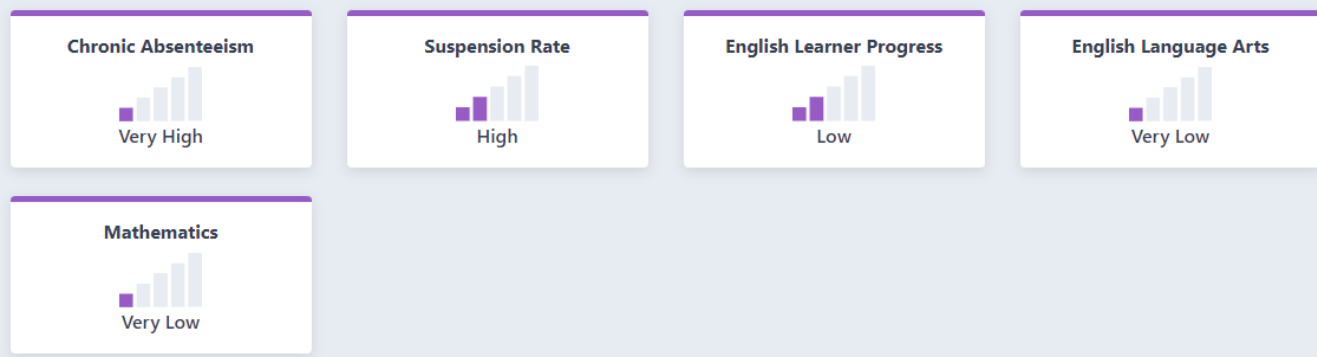 Chronic Absenteeism
Very High
Suspension Rate
High
English Learner Progress
Low
English Language Arts
Very Low
Mathematics
Very Low